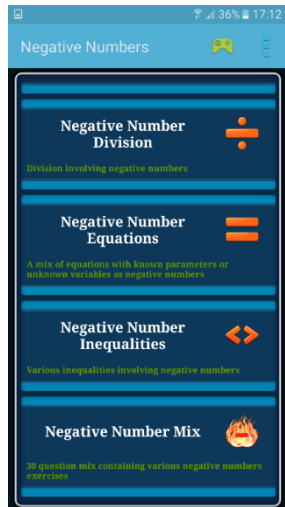 36% 17:12
Negative Numbers
Negative Number
Division
Division involving negative numbers
Negative Number
Equations
A mix of equations with known parameters or
unknown variables as negative numbers
Negative Number
Inequalities
Various inequalities involving negative numbers
Negative Number Mix
30 question mix containing various negative numbers
exercises